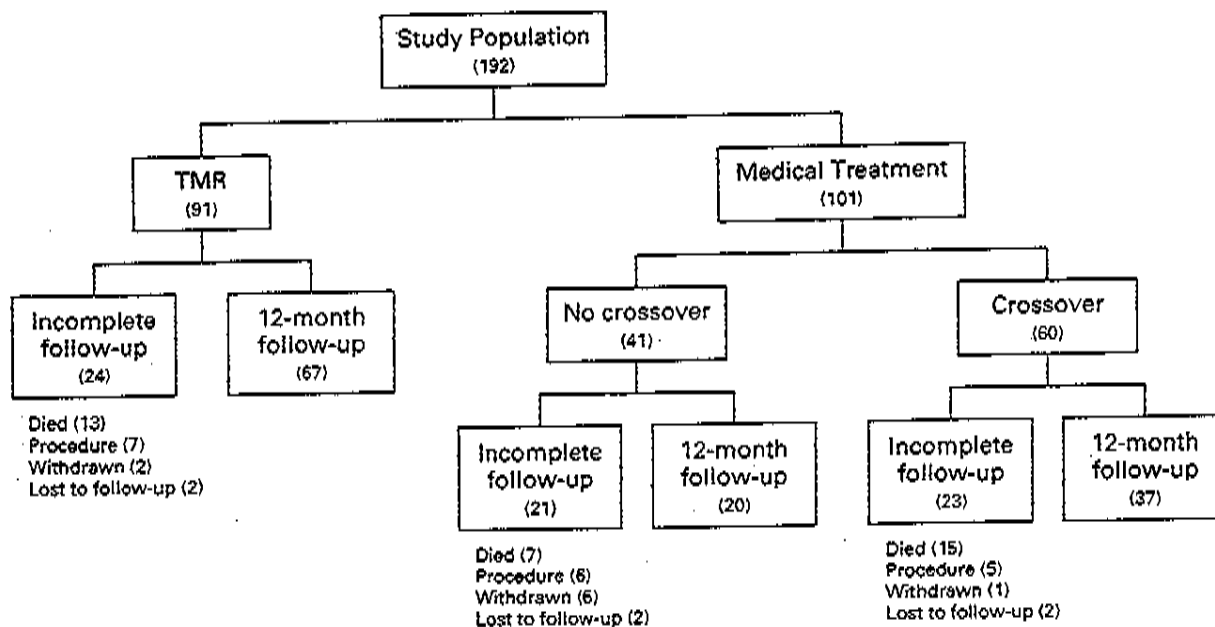 Study Population
(192)
TMR
(91)
Medical Treatment
(101)
Incomplete
follow-up
(24)
12-month
follow-up
(67)
No crossover
(41)
Crossover
(60)
Died (13)
Procedure (7)
Withdrawn (2)
Lost to follow-up (2)
Incomplete
follow-up
(21)
12-month
follow-up
(20)
Incomplete
follow-up
(23)
12-month
follow-up
(37)
Died (7)
Procedure (6)
Withdrawn (6)
Lost to follow-up (2)
Died (15)
Procedure (5)
Withdrawn (1)
Lost to follow-up (2)